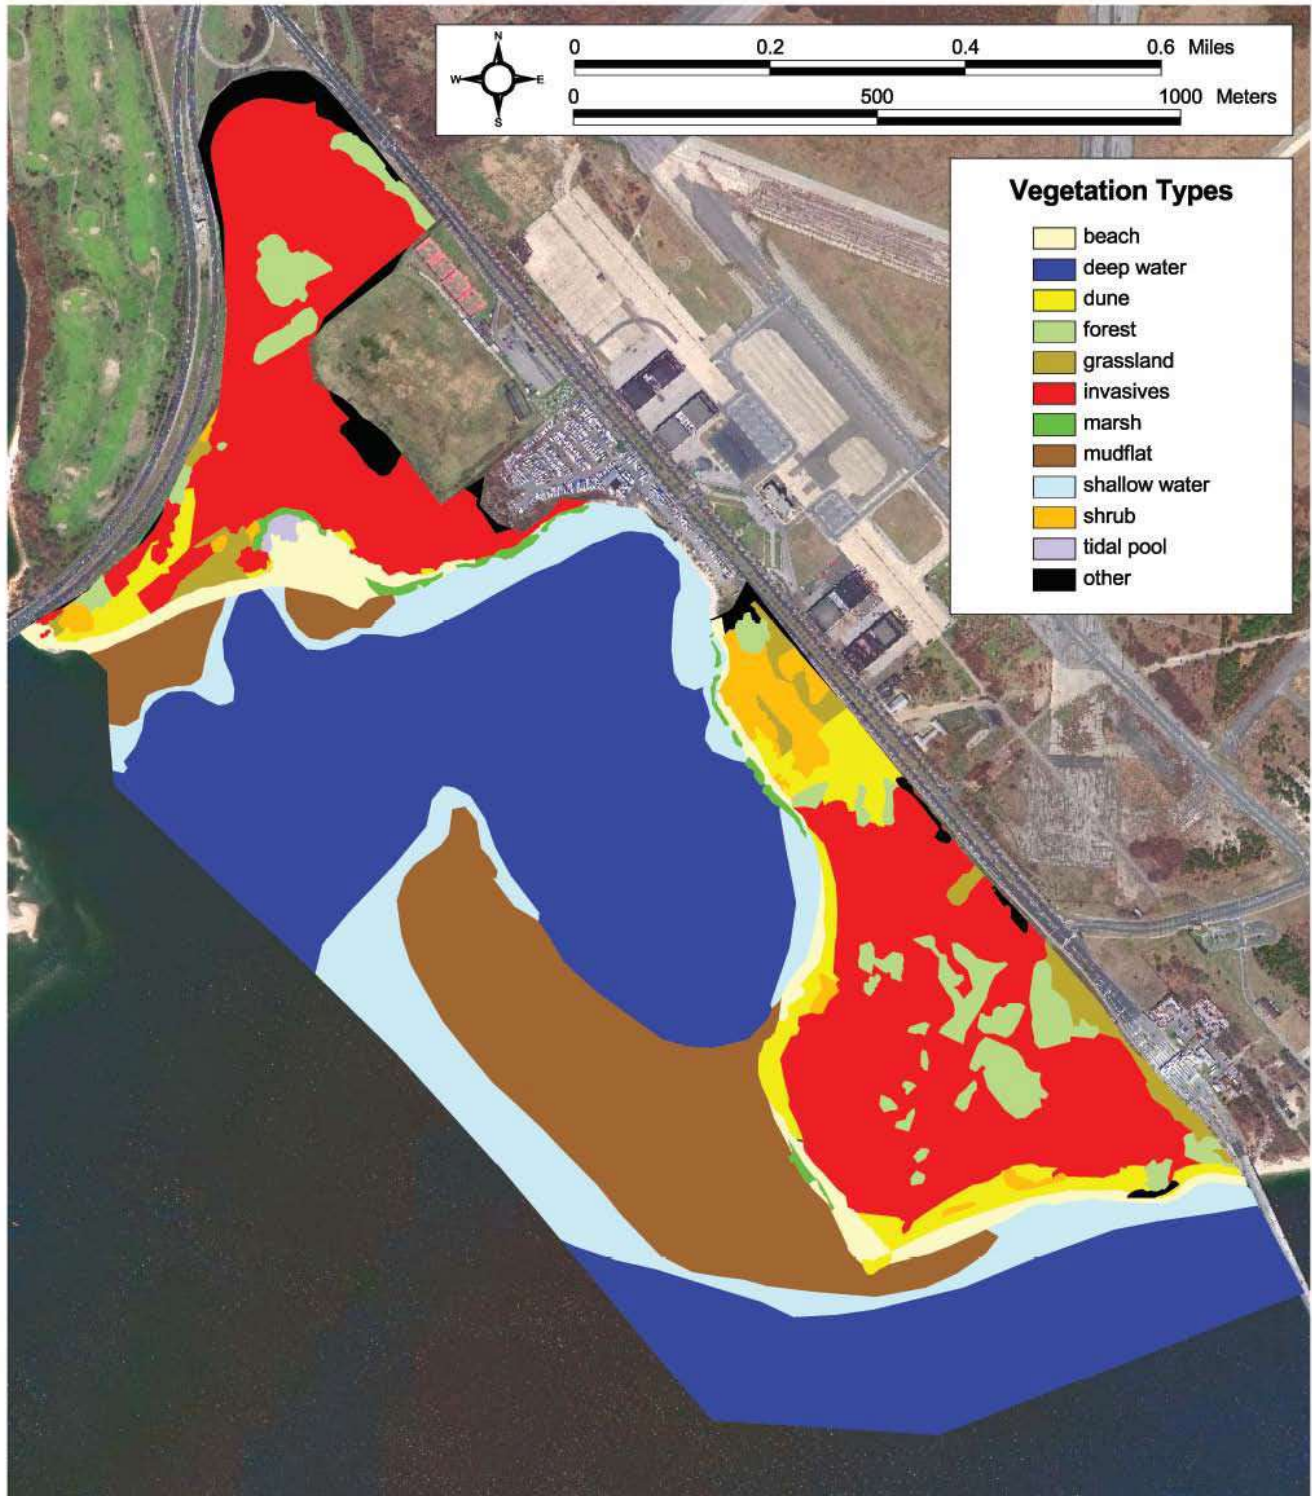 N
0 0.2 0.4 0.6 Miles
W E
0 500 1000 Meters
S
Vegetation Types
beach
deep water
dune
forest
grassland
invasives
marsh
mudflat
shallow water
shrub
tidal pool
other